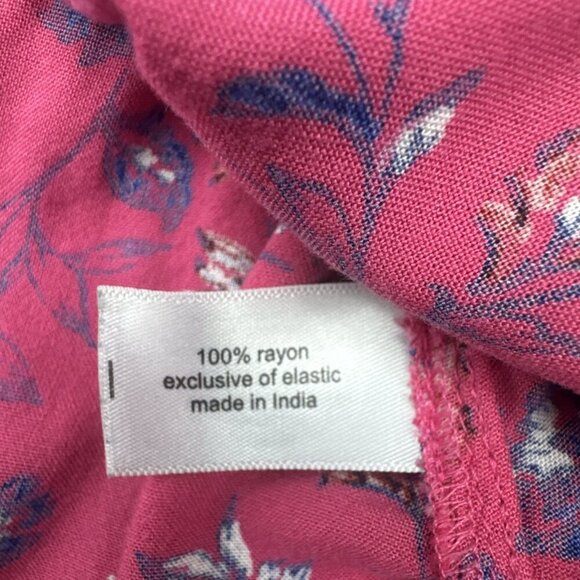 100% rayon
exclusive of elastic
made in India